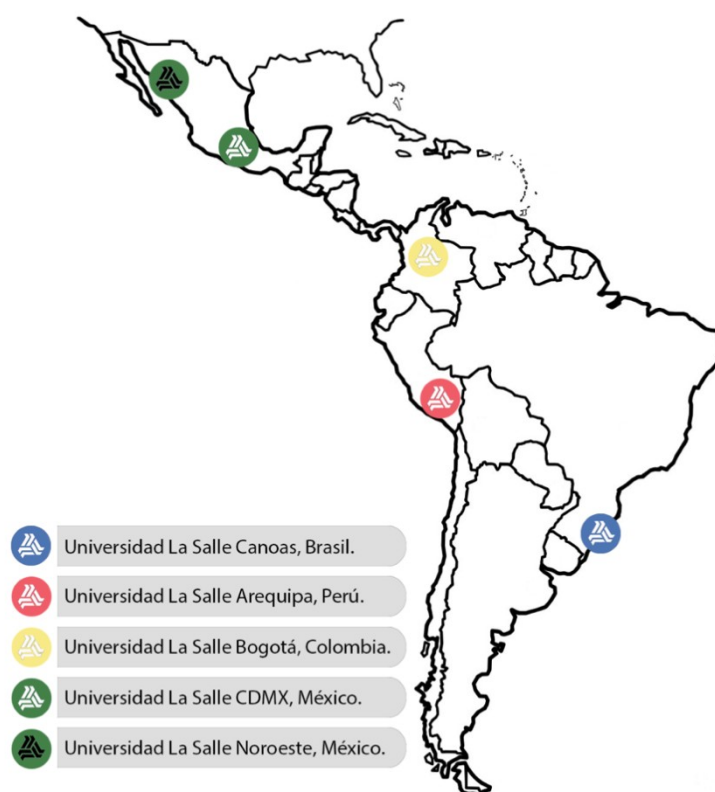 Universidad La Salle Canoas, Brasil.
Universidad La Salle Arequipa, Perú.
Universidad La Salle Bogotá, Colombia.
Universidad La Salle CDMX, México.
Universidad La Salle Noroeste, México.